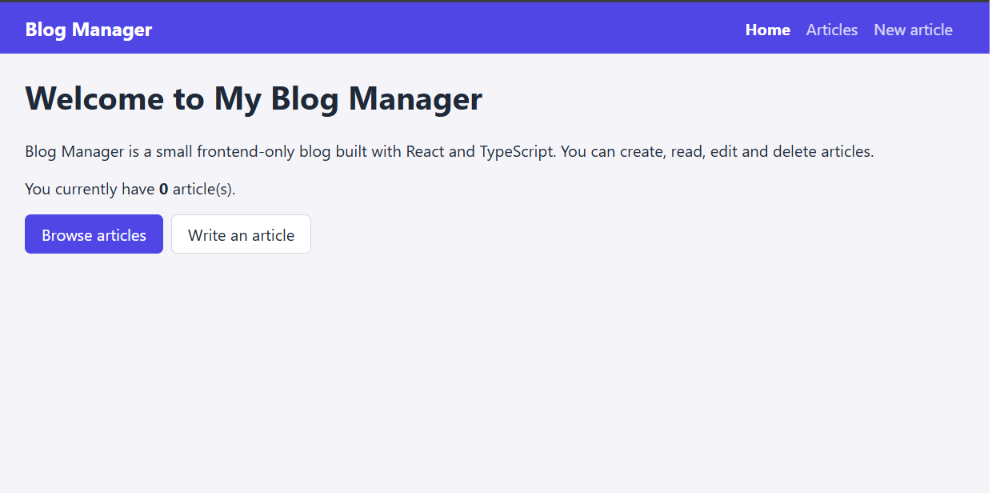 Blog Manager
Home Articles New article
Welcome to My Blog Manager
Blog Manager is a small frontend-only blog built with React and TypeScript. You can create, read, edit and delete articles.
You currently have 0 article(s).
Browse articles Write an article